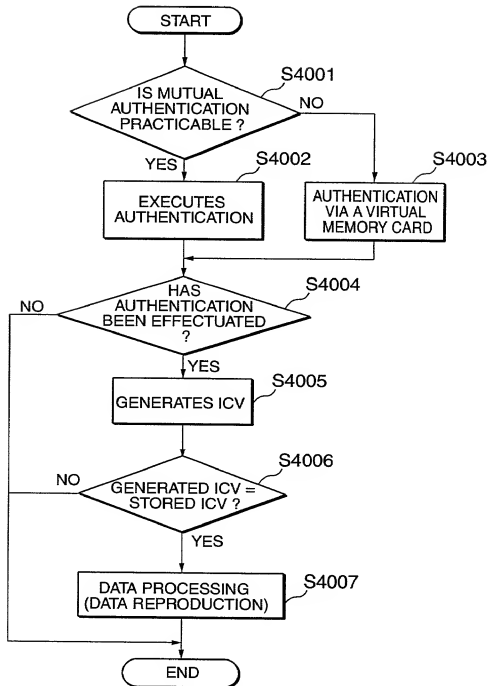 START
S4001
IS MUTUAL
AUTHENTICATION
PRACTICABLE ?
NO
YES
S4002
S4003
EXECUTES
AUTHENTICATION
AUTHENTICATION
VIA A VIRTUAL
MEMORY CARD
S4004
HAS
AUTHENTICATION
BEEN EFFECTUATED
?
NO
YES
S4005
GENERATES ICV
S4006
NO
GENERATED ICV =
STORED ICV ?
YES
S4007
DATA PROCESSING
(DATA REPRODUCTION)
END